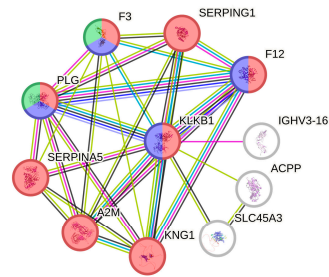 F3
SERPING1
F12
PLG
KLKB1
IGHV3-16
SERPINA5
ACPP
A2M
SLC45A3
KNG1